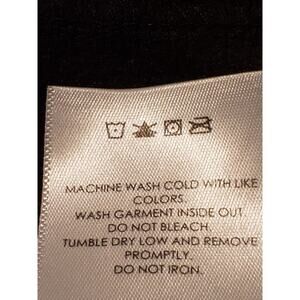 MACHINE WASH COLD WITH LIKE
COLORS.
WASH GARMENT INSIDE OUT
DO NOT BLEACH.
TUMBLE DRY LOW AND REMOVE
PROMPTLY.
DO NOT IRON.